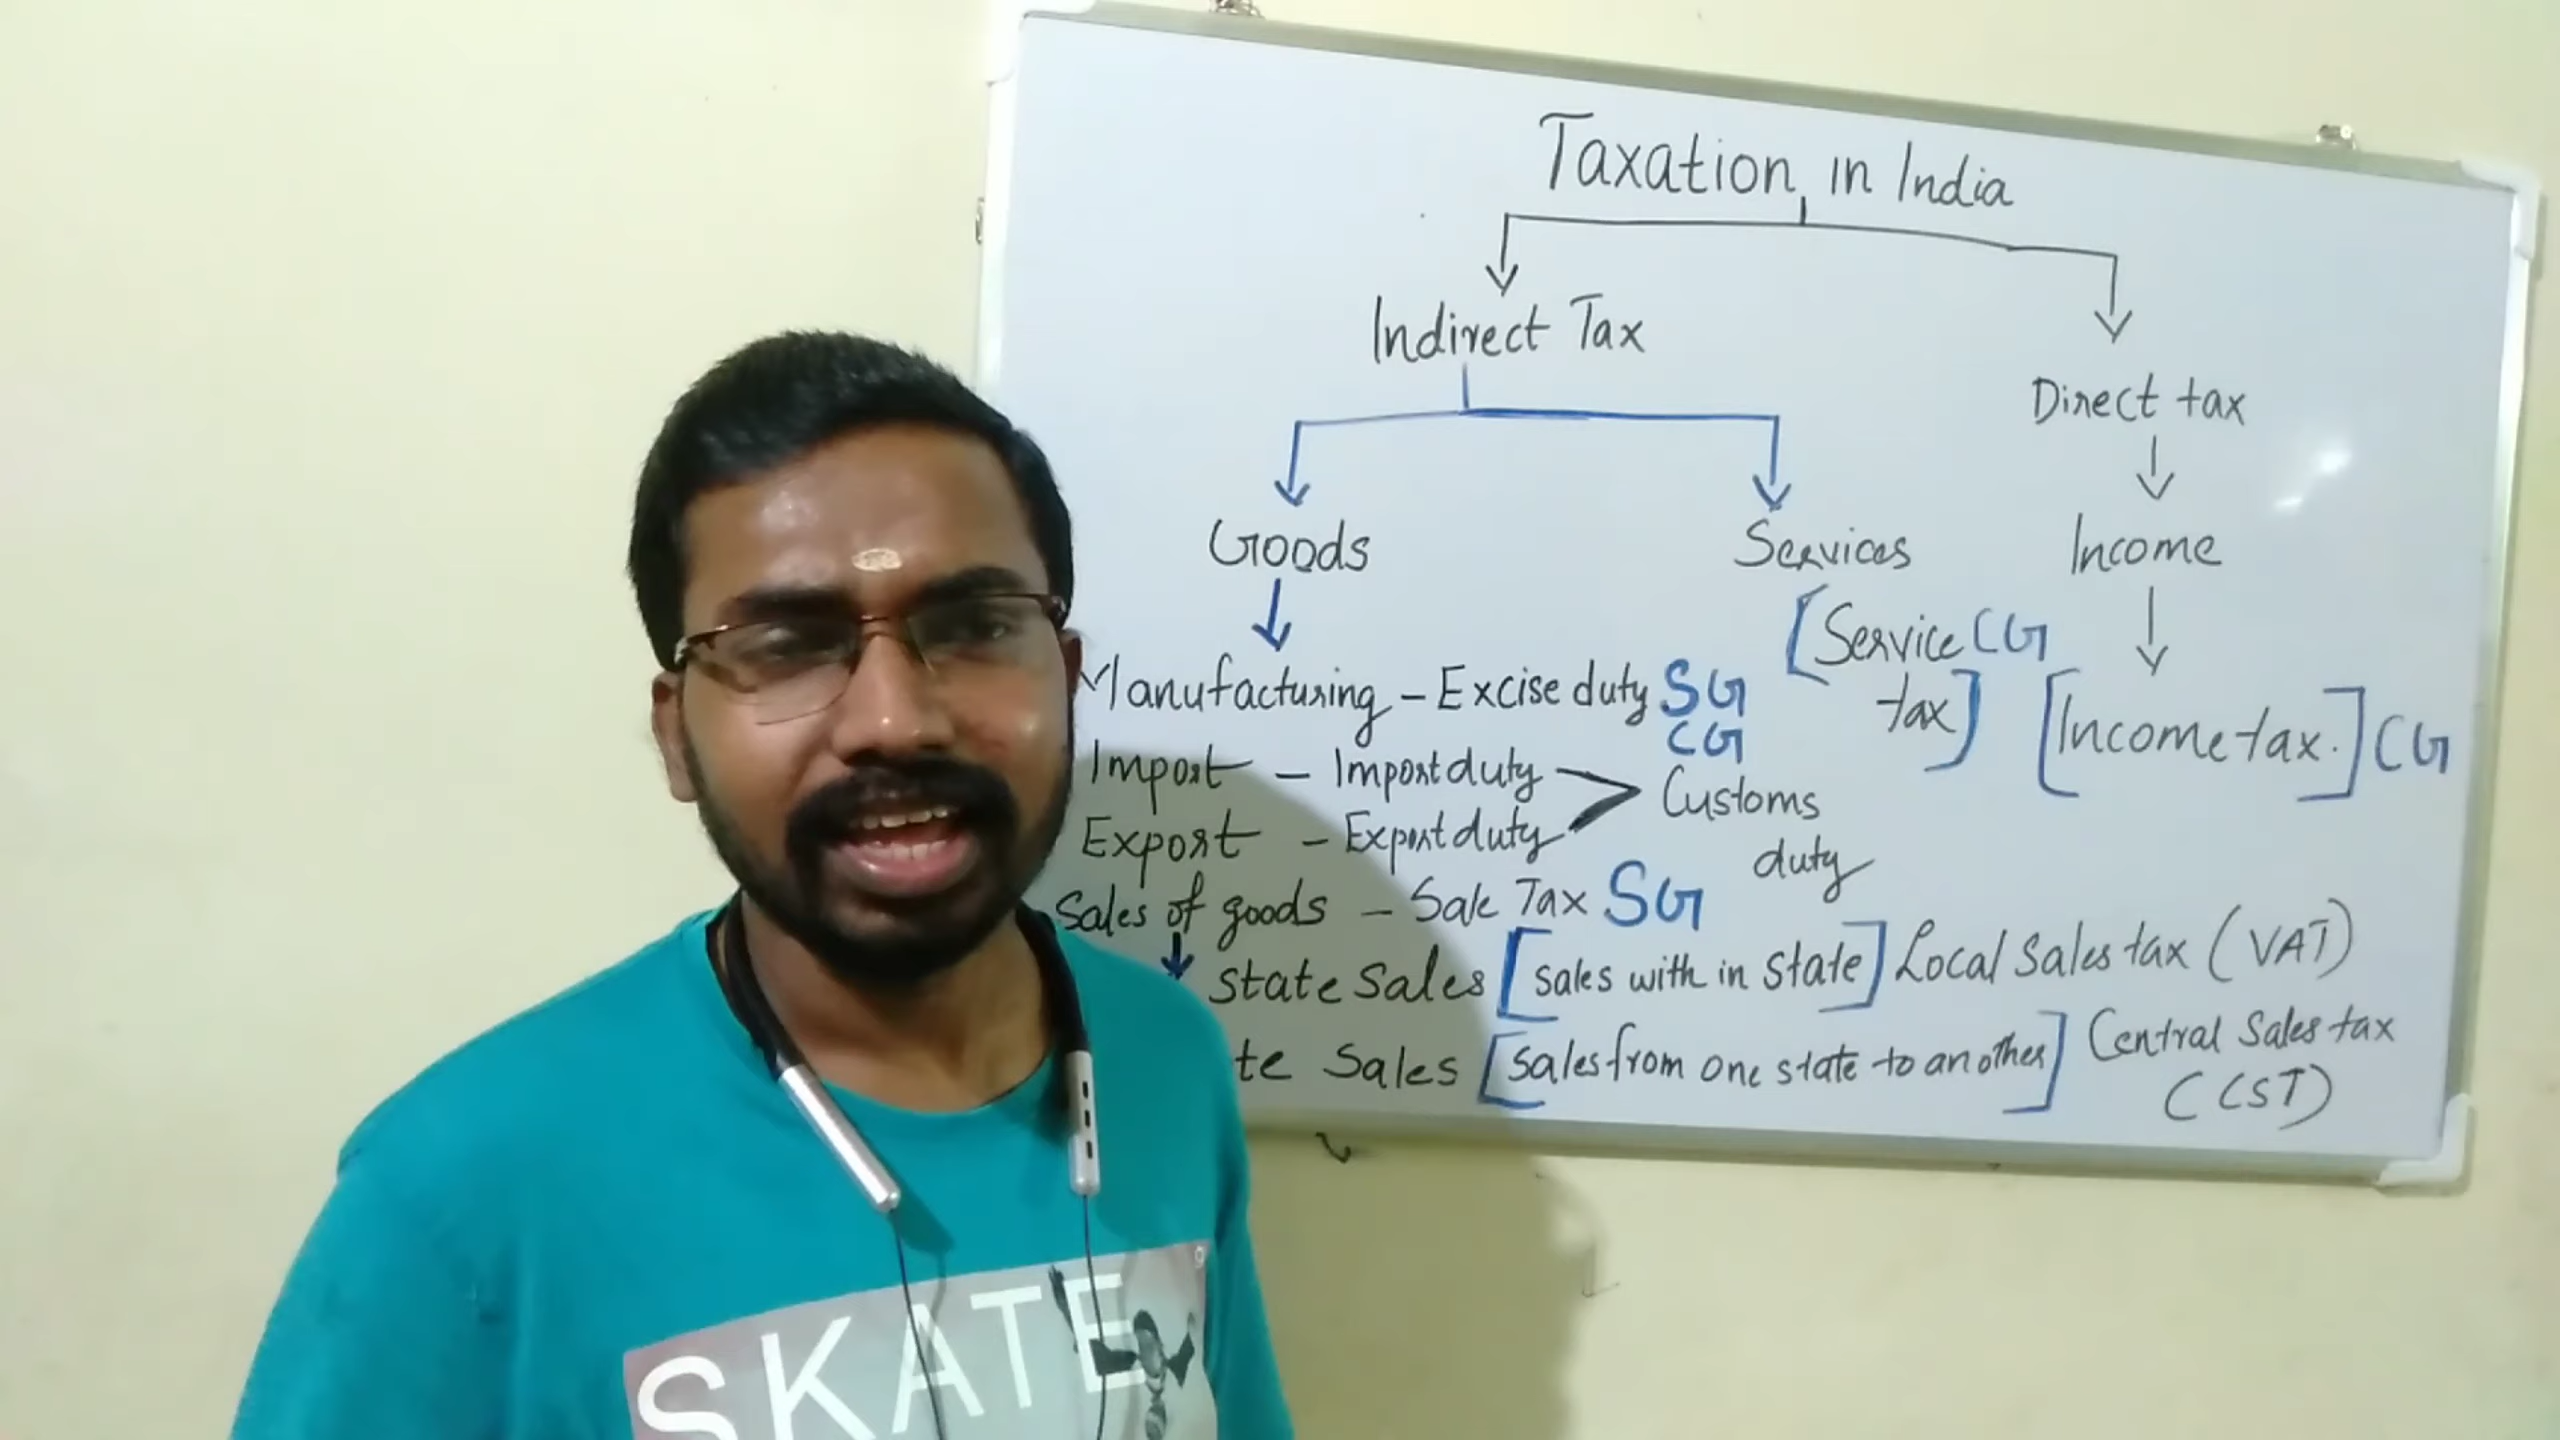 Taxation in India
Indirect Tax
Direct tax
Goods
Services
Income
[Service CG
tax]
Manufacturing - Excise duty SG
CG
[Income tax.] CG
Import - Import duty
Customs
duty
Export - Export duty
Sales of goods - Sale Tax SG
State Sales [Sales with in State] Local Sales tax (VAT)
te Sales [Sales from one state to another] Central Sales tax
(CST)
SKATE